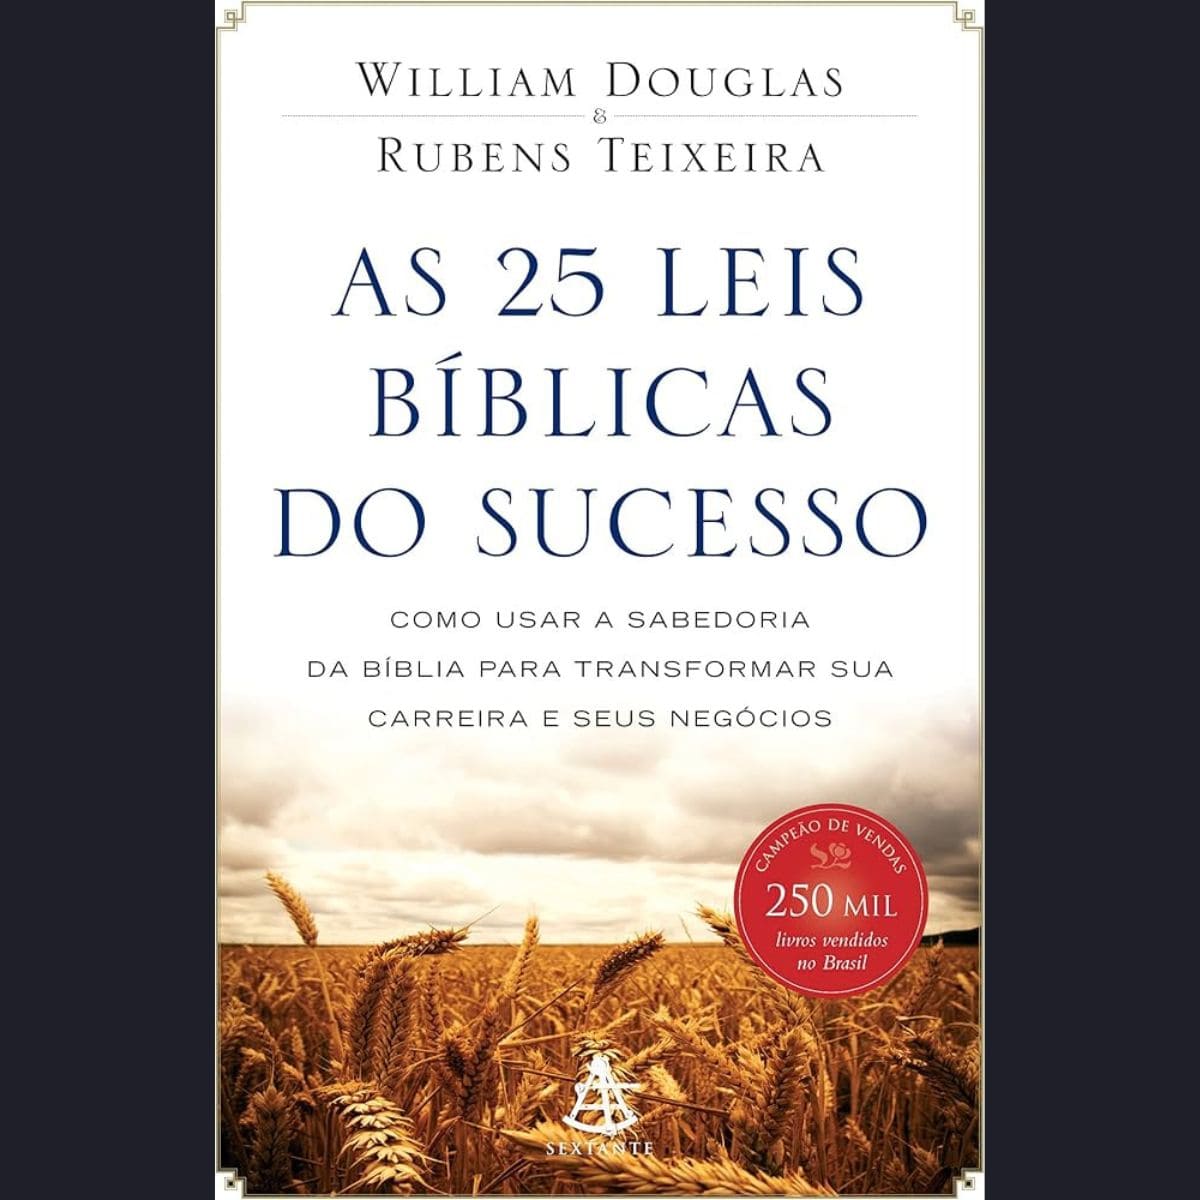 WILLIAM DOUGLAS
&
RUBENS TEIXEIRA
AS 25 LEIS
BÍBLICAS
DO SUCESSO
COMO USAR A SABEDORIA
DA BÍBLIA PARA TRANSFORMAR SUA
CARREIRA E SEUS NEGÓCIOS
CAMPEÃO DE VENDAS
250 MIL
livros vendidos
no Brasil
SEXTANTE